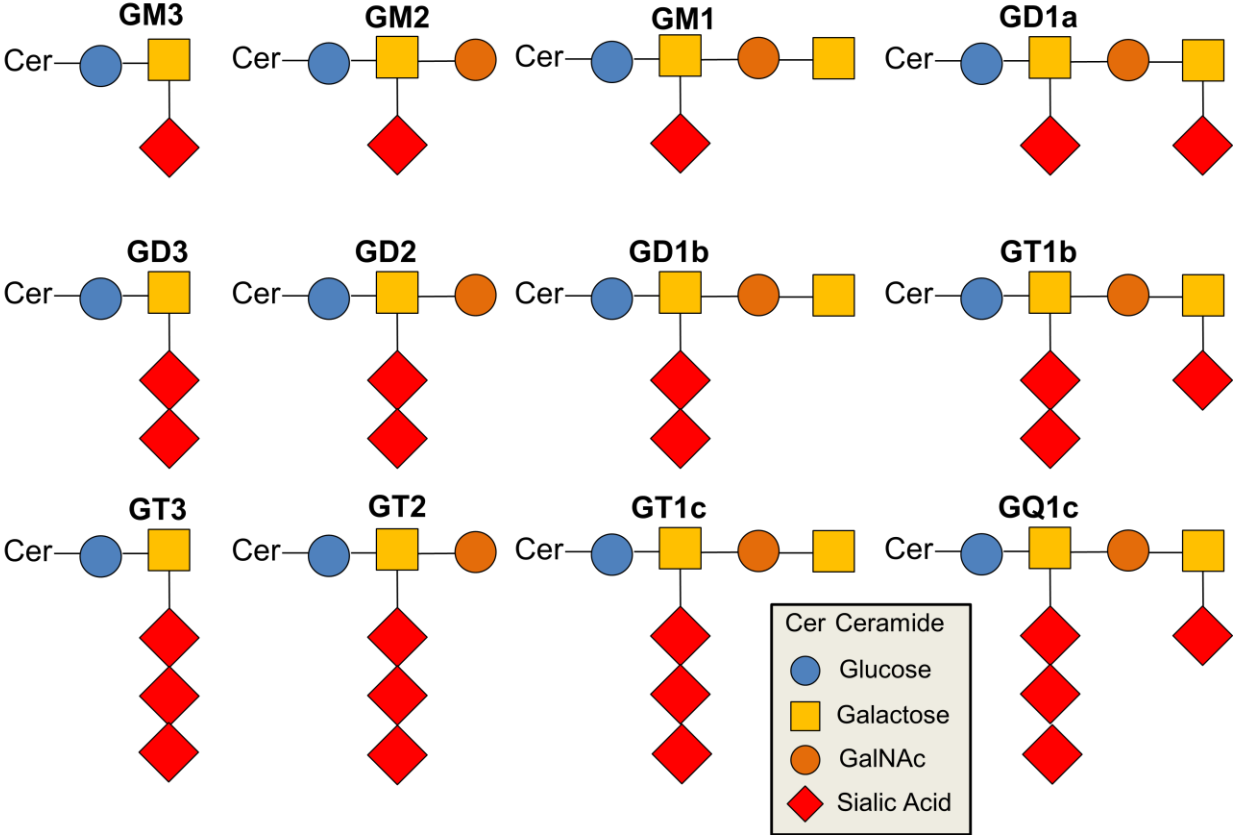 GM3 GM2 GM1 GD1a
Cer Cer Cer Cer
GD3 GD2 GD1b GT1b
Cer Cer Cer Cer
GT3 GT2 GT1c GQ1c
Cer Cer Cer Cer
Cer Ceramide
Glucose
Galactose
GalNAc
Sialic Acid